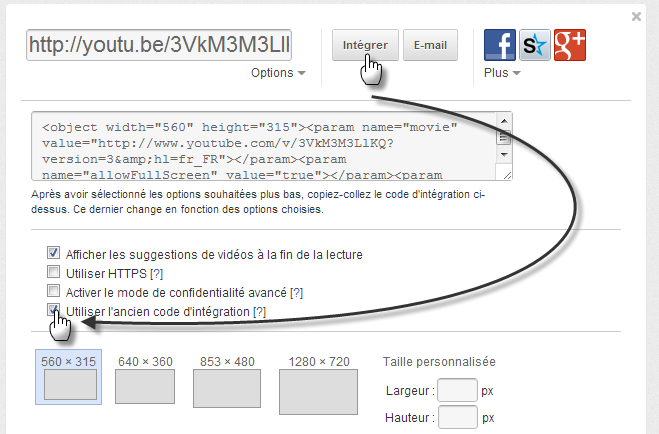 http://youtu.be/3VkM3M3Lll
Intégrer
E-mail
Options
Plus
<object width="560" height="315"><param name="movie"
value="http://www.youtube.com/v/3VkM3M3LlKQ?
version=3&amp;hl=fr_FR"></param><param
name="allowFullScreen" value="true"></param><param
Après avoir sélectionné les options souhaitées plus bas, copiez-collez le code d'intégration ci-
dessus. Ce dernier change en fonction des options choisies.
Afficher les suggestions de vidéos à la fin de la lecture
Utiliser HTTPS [?]
Activer le mode de confidentialité avancé [?]
Utiliser l'ancien code d'intégration [?]
560 × 315
640 × 360
853 × 480
1280 × 720
Taille personnalisée
Largeur : px
Hauteur : px